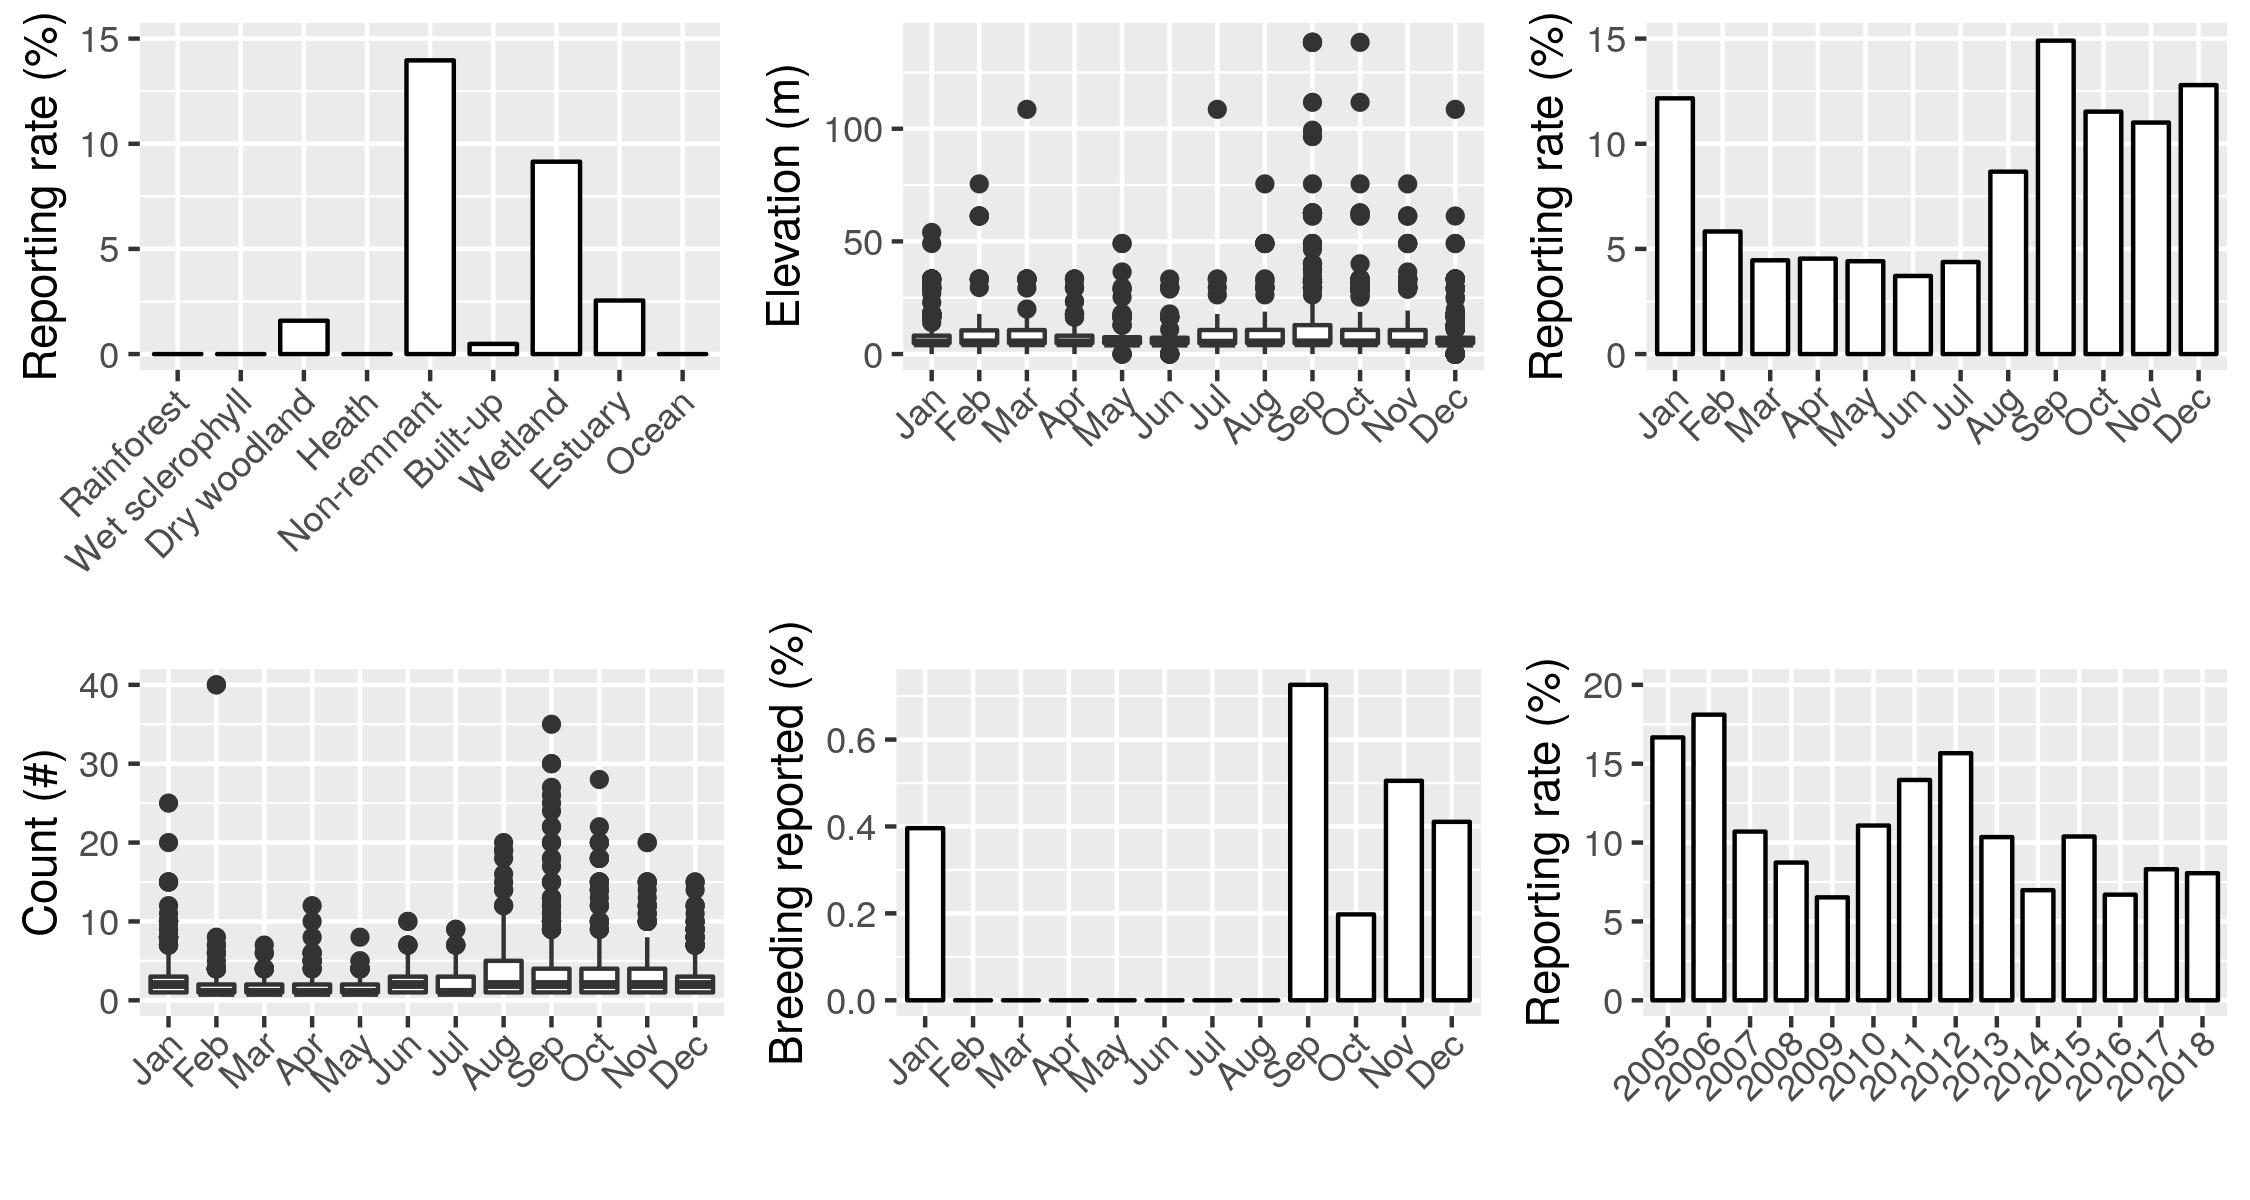 Reporting rate (%)
15
10
5
0
Rainforest
Wet sclerophyll
Dry woodland
Heath
Non-remnant
Built-up
Wetland
Estuary
Ocean
Elevation (m)
100
50
0
Jan
Feb
Mar
Apr
May
Jun
Jul
Aug
Sep
Oct
Nov
Dec
Reporting rate (%)
15
10
5
0
Jan
Feb
Mar
Apr
May
Jun
Jul
Aug
Sep
Oct
Nov
Dec
Count (#)
40
30
20
10
0
Jan
Feb
Mar
Apr
May
Jun
Jul
Aug
Sep
Oct
Nov
Dec
Breeding reported (%)
0.6
0.4
0.2
0.0
Jan
Feb
Mar
Apr
May
Jun
Jul
Aug
Sep
Oct
Nov
Dec
Reporting rate (%)
20
15
10
5
0
2005
2006
2007
2008
2009
2010
2011
2012
2013
2014
2015
2016
2017
2018